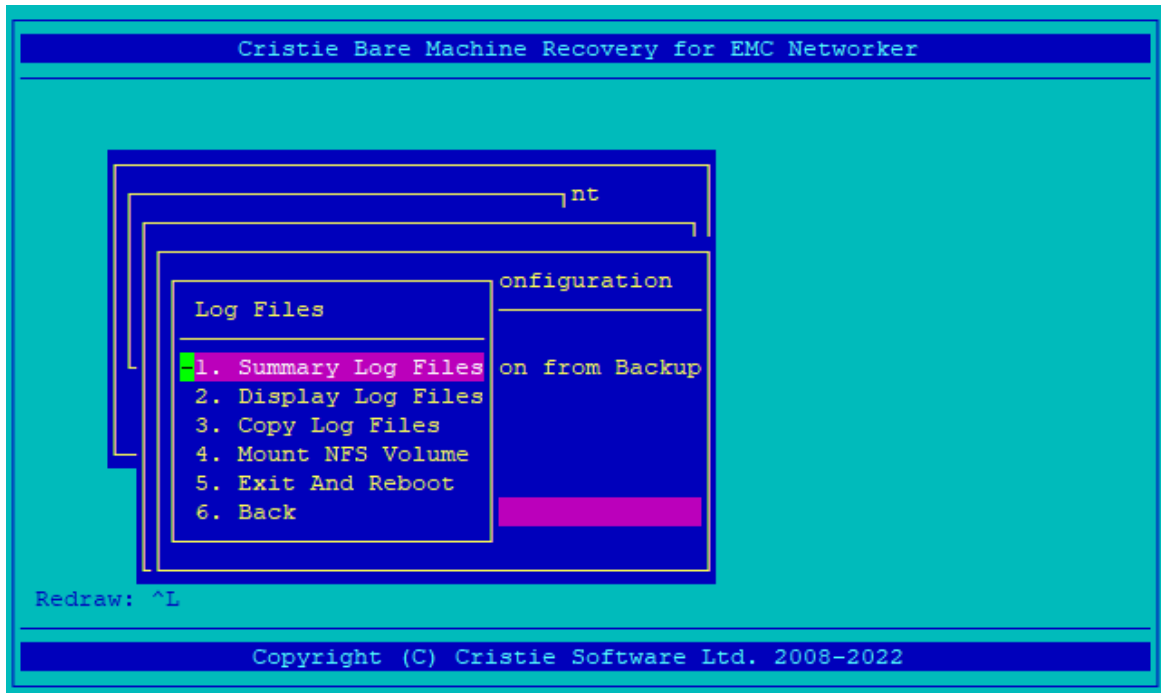 Cristie Bare Machine Recovery for EMC Networker
nt
onfiguration
Log Files
1. Summary Log Files
on from Backup
2. Display Log Files
3. Copy Log Files
4. Mount NFS Volume
5. Exit And Reboot
6. Back
Redraw: ^L
Copyright (C) Cristie Software Ltd. 2008-2022